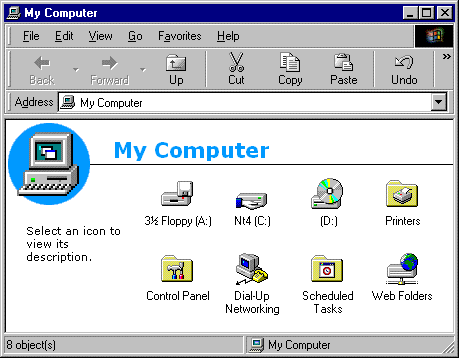 My Computer
File Edit View Go Favorites Help
Back Forward Up Cut Copy Paste Undo »
Address My Computer
My Computer
Select an icon to
view its
description.
3½ Floppy (A:) Nt4 (C:) (D:) Printers
Control Panel Dial-Up Networking Scheduled Tasks Web Folders
8 object(s) My Computer